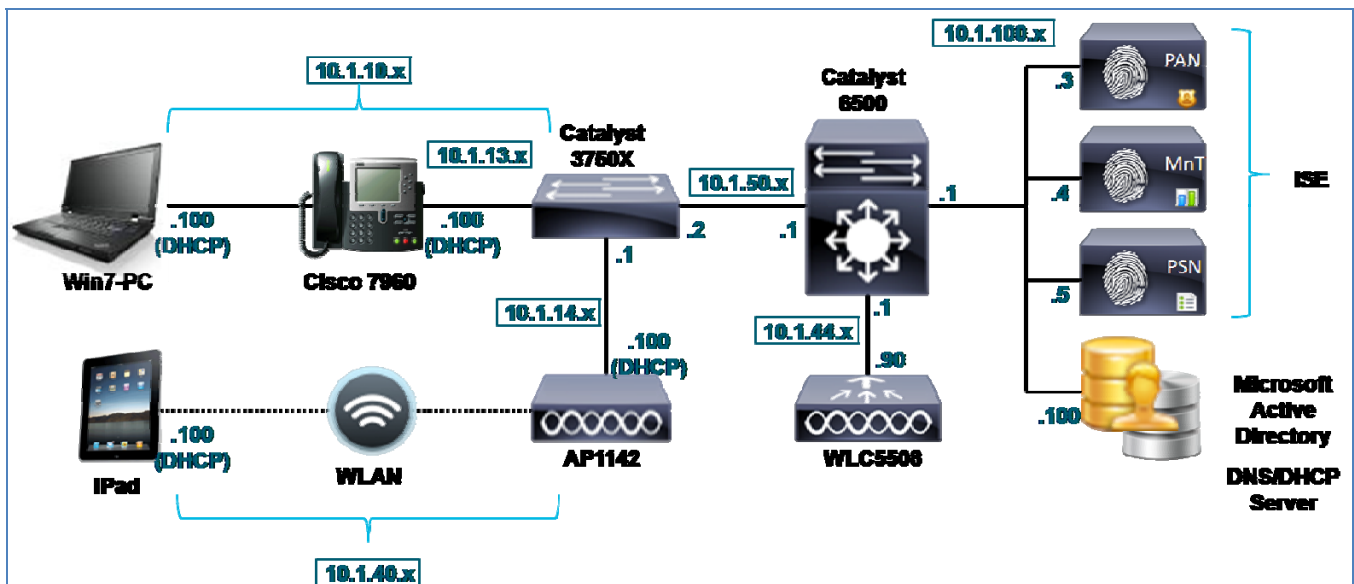 10.1.100.x
10.1.10.x
Catalyst
6500
PAN
.3
Catalyst
3750X
10.1.13.x
10.1.50.x
MnT
.4
ISE
.1
.100
(DHCP)
.100
(DHCP)
.2
.1
.1
Win7-PC
Cisco 7960
PSN
.5
10.1.14.x
.1
10.1.44.x
.100
(DHCP)
.90
.100
Microsoft
Active
Directory
.100
(DHCP)
iPad
WLAN
AP1142
WLC5508
DNS/DHCP
Server
10.1.40.x